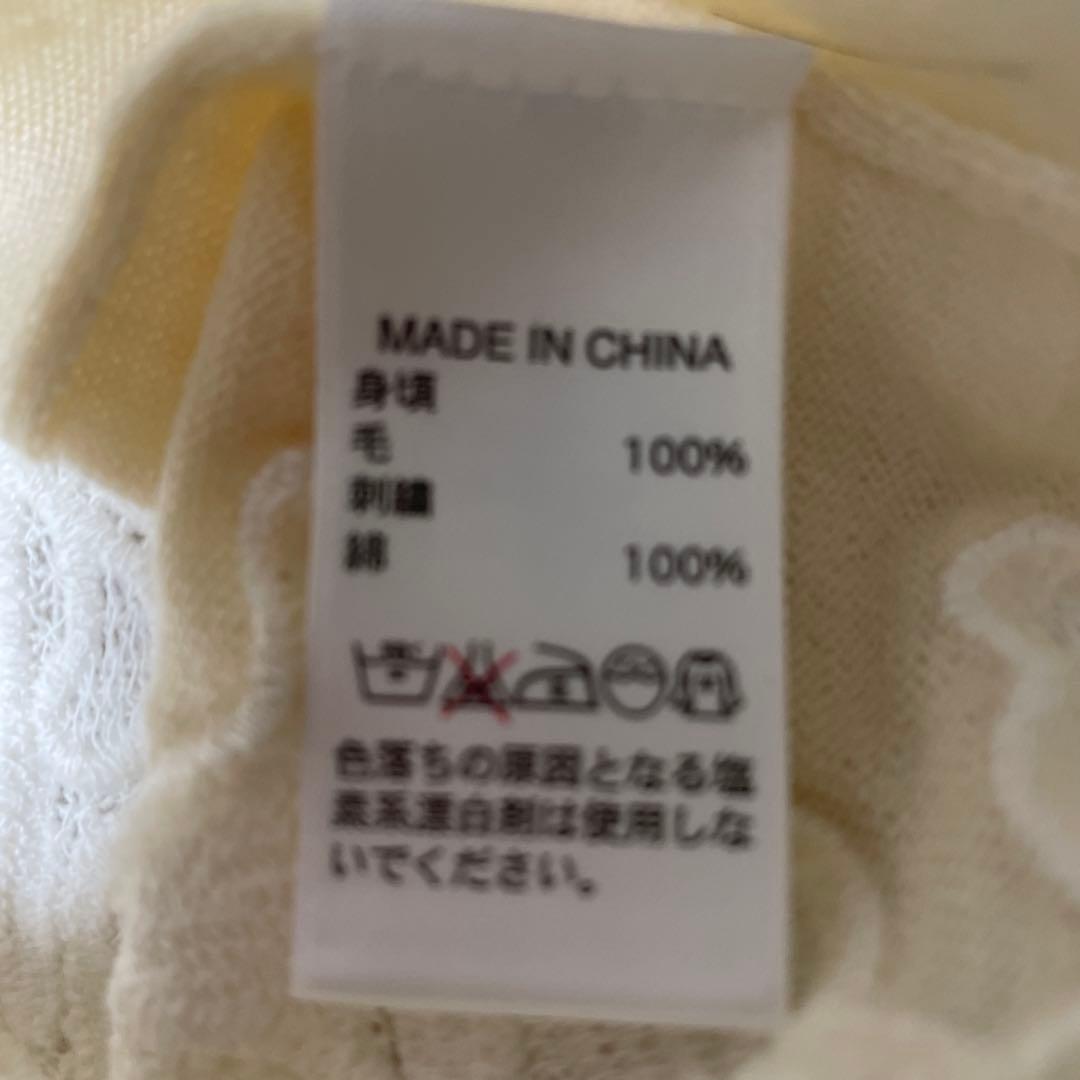 MADE IN CHINA
身頃
毛 100%
刺繍
綿 100%
色落ちの原因となる塩
素系漂白剤は使用しな
いでください。